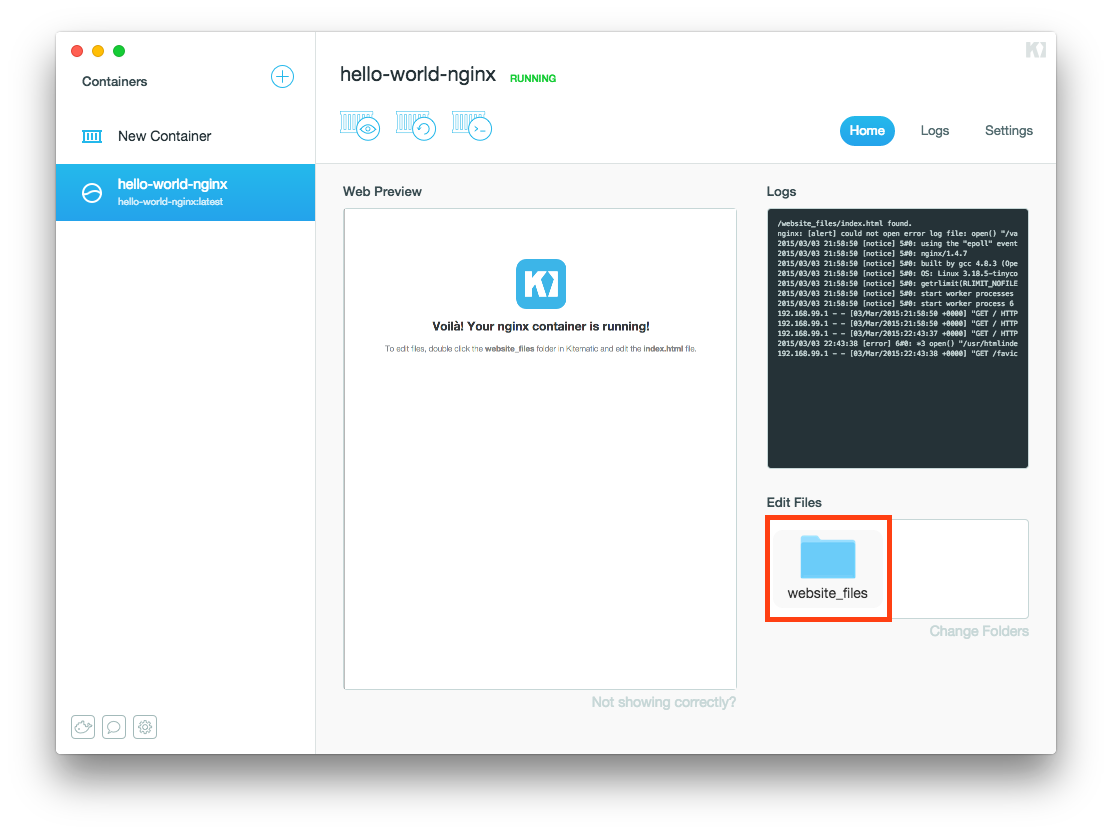 Containers
New Container
hello-world-nginx
hello-world-nginx:latest
hello-world-nginx RUNNING
Home Logs Settings
Web Preview
Voilà! Your nginx container is running!
To edit files, double click the website_files folder in Kitematic and edit the index.html file.
Not showing correctly?
Logs
/website_files/index.html found.
nginx: [alert] could not open error log file: open() "/va
2015/03/03 21:58:50 [notice] 5#0: using the "epoll" event
2015/03/03 21:58:50 [notice] 5#0: nginx/1.4.7
2015/03/03 21:58:50 [notice] 5#0: built by gcc 4.8.3 (Ope
2015/03/03 21:58:50 [notice] 5#0: OS: Linux 3.18.5-tinyco
2015/03/03 21:58:50 [notice] 5#0: getrlimit(RLIMIT_NOFILE
2015/03/03 21:58:50 [notice] 5#0: start worker processes
2015/03/03 21:58:50 [notice] 5#0: start worker process 6
192.168.99.1 - - [03/Mar/2015:21:58:50 +0000] "GET / HTTP
192.168.99.1 - - [03/Mar/2015:21:58:50 +0000] "GET / HTTP
192.168.99.1 - - [03/Mar/2015:22:43:37 +0000] "GET / HTTP
2015/03/03 22:43:38 [error] 6#0: *3 open() "/usr/htmlinde
192.168.99.1 - - [03/Mar/2015:22:43:38 +0000] "GET /favic
Edit Files
website_files
Change Folders